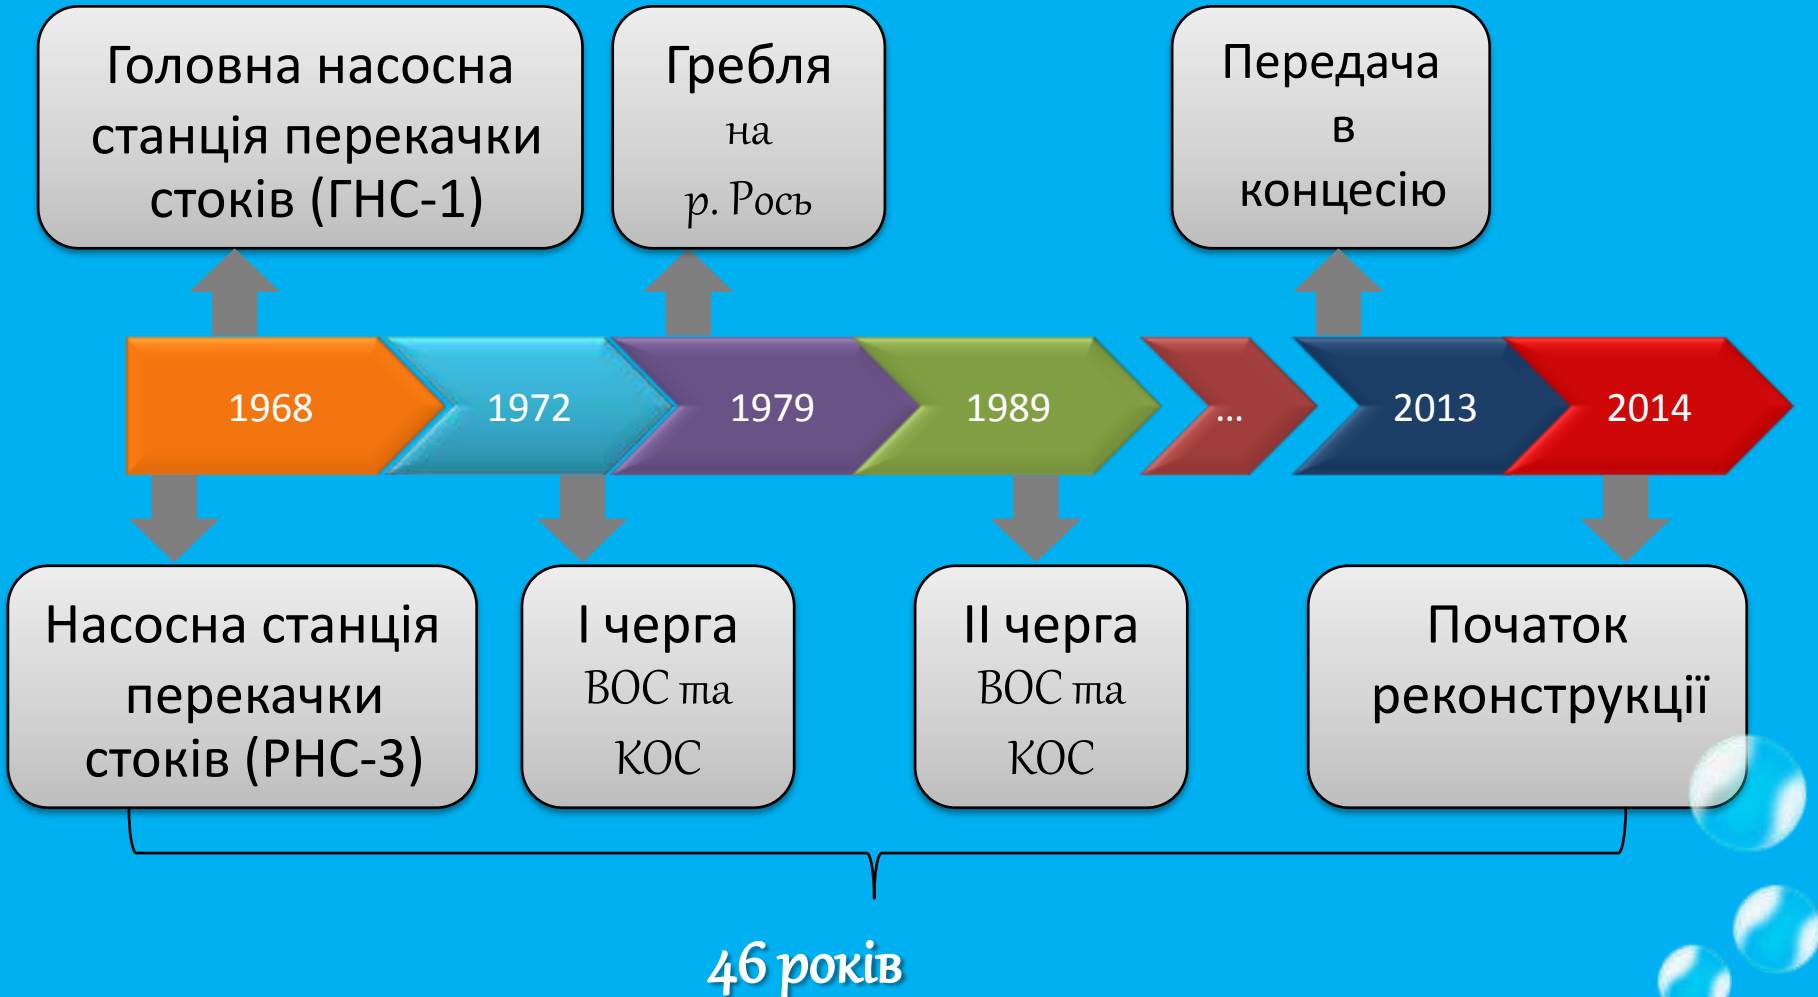 Головна насосна
станція перекачки
стоків (ГНС-1)
Гребля
на
р. Рось
Передача
в
концесію
1968
1972
1979
1989
...
2013
2014
Насосна станція
перекачки
стоків (РНС-3)
І черга
ВОС та
КОС
ІІ черга
ВОС та
КОС
Початок
реконструкції
46 років